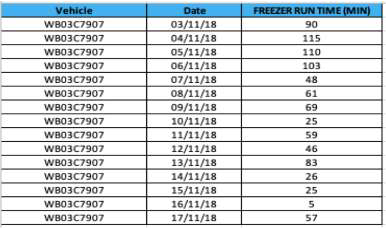 Vehicle Date FREEZER RUN TIME (MIN)
WB03C7907 03/11/18 90
WB03C7907 04/11/18 115
WB03C7907 05/11/18 110
WB03C7907 06/11/18 103
WB03C7907 07/11/18 48
WB03C7907 08/11/18 61
WB03C7907 09/11/18 69
WB03C7907 10/11/18 25
WB03C7907 11/11/18 59
WB03C7907 12/11/18 46
WB03C7907 13/11/18 83
WB03C7907 14/11/18 26
WB03C7907 15/11/18 25
WB03C7907 16/11/18 5
WB03C7907 17/11/18 57